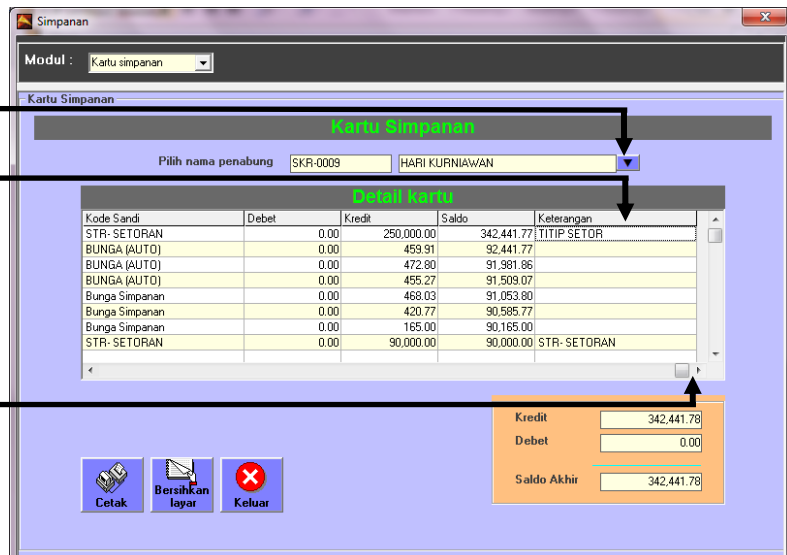 Simpanan
Modul : Kartu simpanan
Kartu Simpanan
Kartu Simpanan
Pilih nama penabung SKR-0009 HARI KURNIAWAN
Detail kartu
Kode Sandi Debet Kredit Saldo Keterangan
STR- SETORAN 0.00 250,000.00 342,441.77 TITIP SETOR
BUNGA (AUTO) 0.00 459.91 92,441.77
BUNGA (AUTO) 0.00 472.80 91,981.86
BUNGA (AUTO) 0.00 455.27 91,509.07
Bunga Simpanan 0.00 468.03 91,053.80
Bunga Simpanan 0.00 420.77 90,585.77
Bunga Simpanan 0.00 165.00 90,165.00
STR- SETORAN 0.00 90,000.00 90,000.00 STR- SETORAN
Kredit 342,441.78
Debet 0.00
Saldo Akhir 342,441.78
Cetak
Bersihkan layar
Keluar